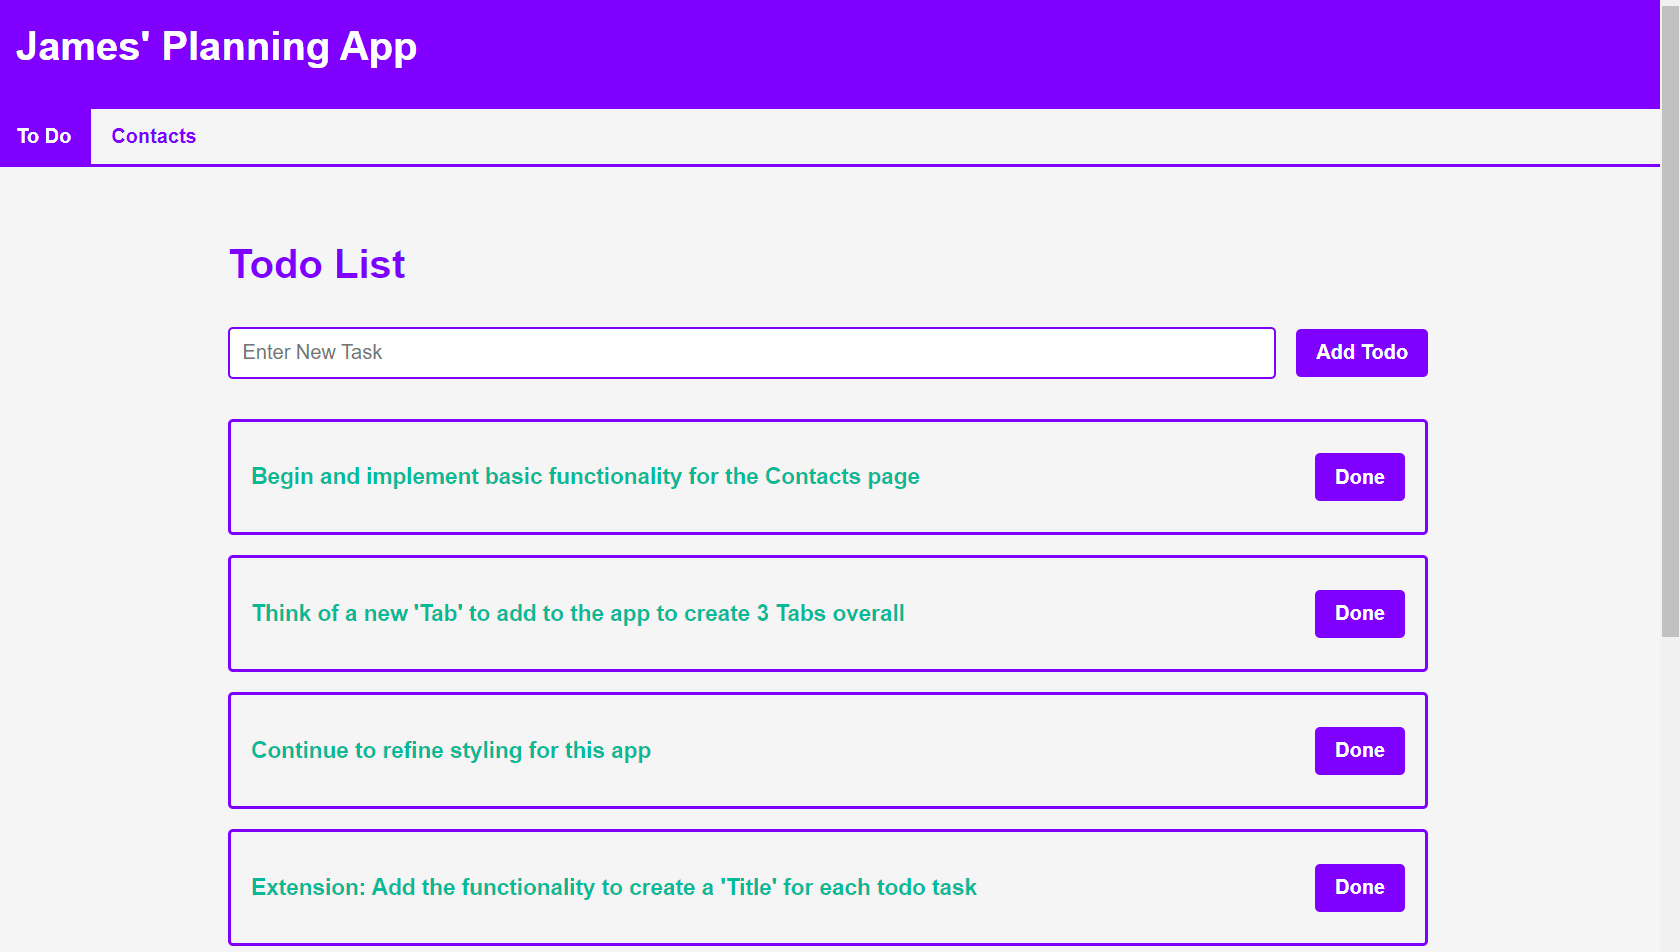 James' Planning App
To Do Contacts
Todo List
Enter New Task Add Todo
Begin and implement basic functionality for the Contacts page Done
Think of a new 'Tab' to add to the app to create 3 Tabs overall Done
Continue to refine styling for this app Done
Extension: Add the functionality to create a 'Title' for each todo task Done